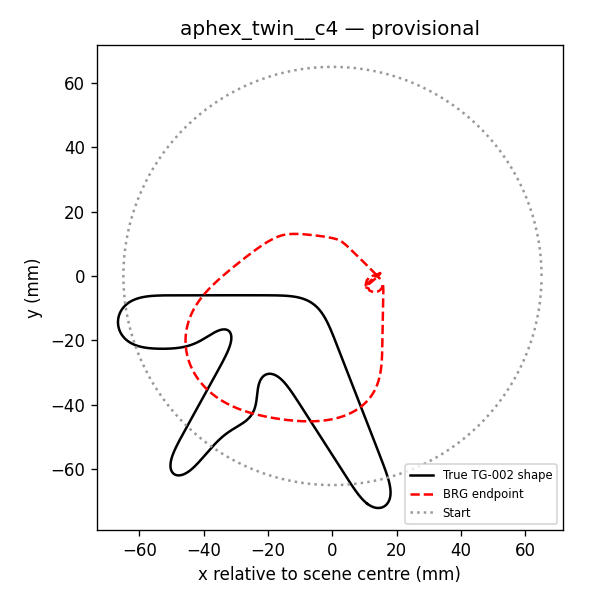 aphex_twin__c4 — provisional
y (mm)
60
40
20
0
−20
−40
−60
−60 −40 −20 0 20 40 60
x relative to scene centre (mm)
True TG-002 shape
BRG endpoint
Start